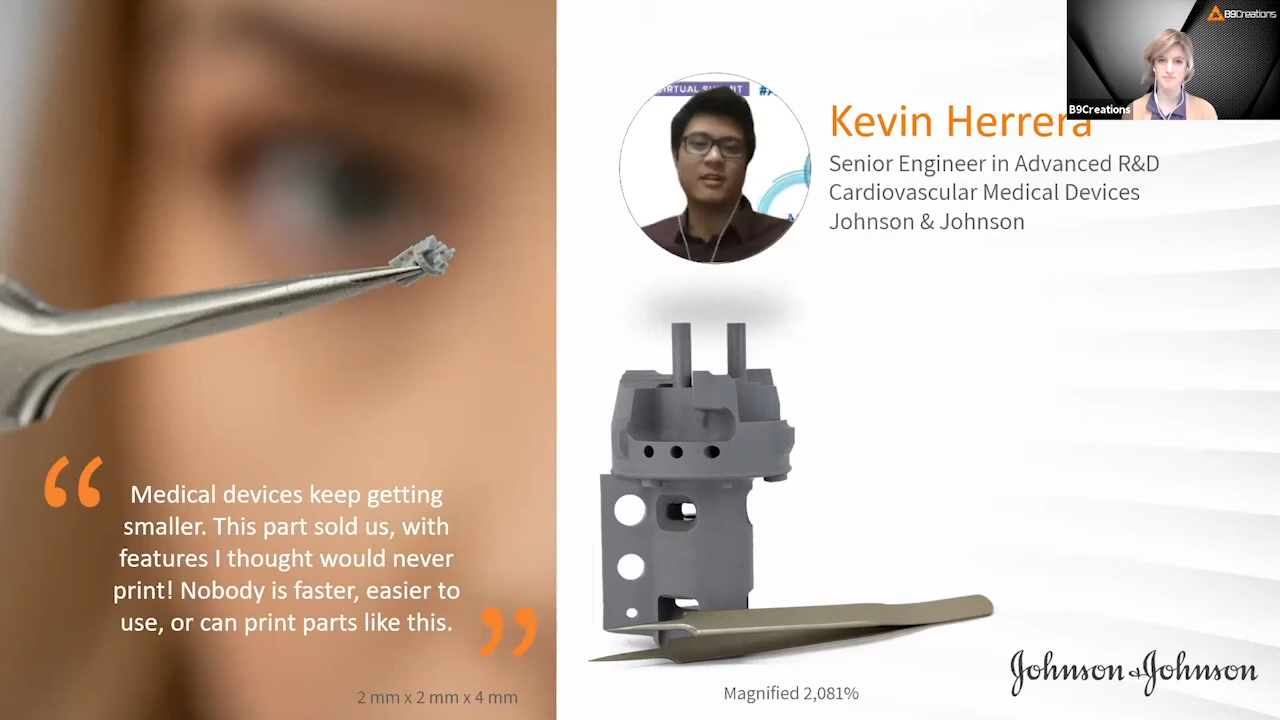 B9Creations
B9Creations
VIRTUAL SUMMIT
Kevin Herrera
Senior Engineer in Advanced R&D
Cardiovascular Medical Devices
Johnson & Johnson
“
Medical devices keep getting
smaller. This part sold us, with
features I thought would never
print! Nobody is faster, easier to
use, or can print parts like this.
”
2 mm x 2 mm x 4 mm
Magnified 2,081%
Johnson & Johnson